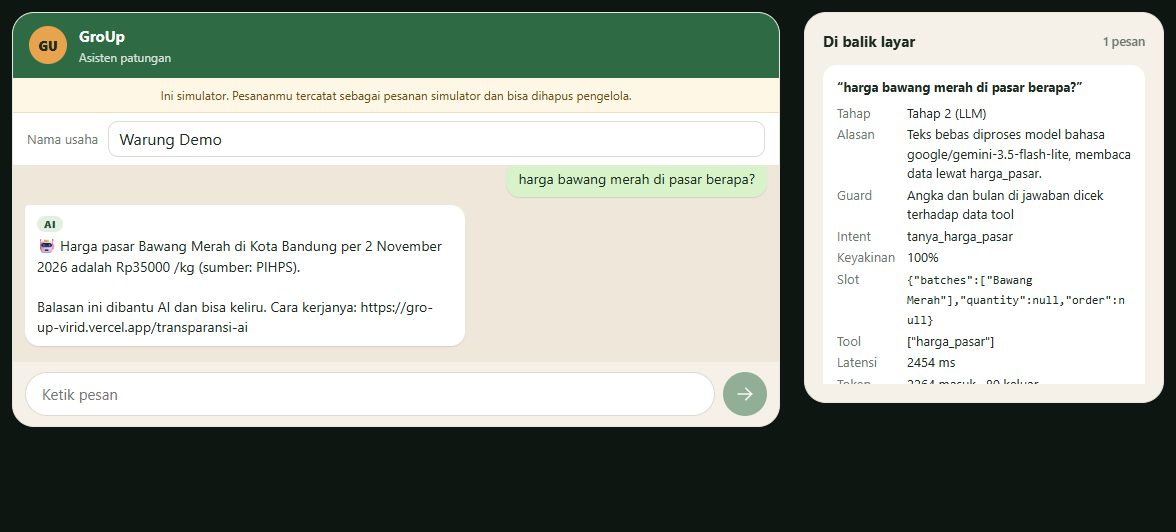 GU
GroUp
Asisten patungan
Ini simulator. Pesananmu tercatat sebagai pesanan simulator dan bisa dihapus pengelola.
Nama usaha
Warung Demo
harga bawang merah di pasar berapa?
AI
Harga pasar Bawang Merah di Kota Bandung per 2 November
2026 adalah Rp35000 /kg (sumber: PIHPS).
Balasan ini dibantu AI dan bisa keliru. Cara kerjanya: https://gro-
up-virid.vercel.app/transparansi-ai
Ketik pesan
Di balik layar
1 pesan
“harga bawang merah di pasar berapa?”
Tahap Tahap 2 (LLM)
Alasan Teks bebas diproses model bahasa
google/gemini-3.5-flash-lite, membaca
data lewat harga_pasar.
Guard Angka dan bulan di jawaban dicek
terhadap data tool
Intent tanya_harga_pasar
Keyakinan 100%
Slot {"batches":["Bawang
Merah"],"quantity":null,"order":n
ull}
Tool ["harga_pasar"]
Latensi 2454 ms
Token 2264 masuk, 80 keluar